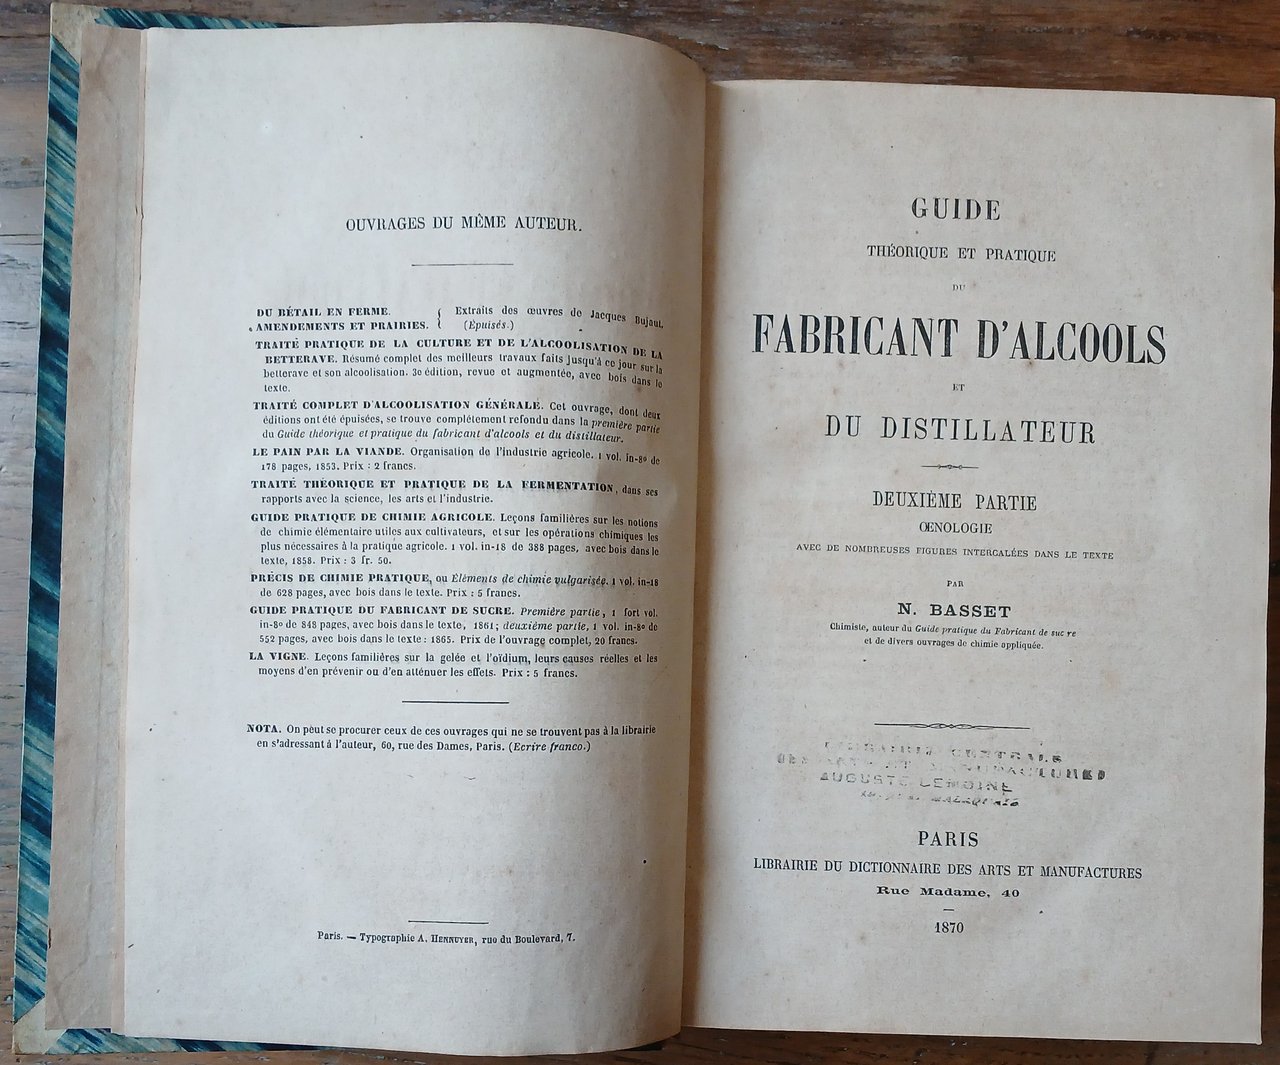 OUVRAGES DU MÊME AUTEUR.
DU BÉTAIL EN FERME.
AMENDEMENTS ET PRAIRIES.
{ Extraits des œuvres de Jacques Bujaut.
(Épuisés.)
TRAITÉ PRATIQUE DE LA CULTURE ET DE L'ALCOOLISATION DE LA
BETTERAVE. Résumé complet des meilleurs travaux faits jusqu'à ce jour sur la
betterave et son alcoolisation. 3e édition, revue et augmentée, avec bois dans le
texte.
TRAITÉ COMPLET D'ALCOOLISATION GÉNÉRALE. Cet ouvrage, dont deux
éditions ont été épuisées, se trouve complétement refondu dans la première partie
du Guide théorique et pratique du fabricant d'alcools et du distillateur.
LE PAIN PAR LA VIANDE. Organisation de l'industrie agricole. 1 vol. in-8º de
178 pages, 1853. Prix : 2 francs.
TRAITÉ THÉORIQUE ET PRATIQUE DE LA FERMENTATION, dans ses
rapports avec la science, les arts et l'industrie.
GUIDE PRATIQUE DE CHIMIE AGRICOLE. Leçons familières sur les notions
de chimie élémentaire utiles aux cultivateurs, et sur les opérations chimiques les
plus nécessaires à la pratique agricole. 1 vol. in-18 de 388 pages, avec bois dans le
texte, 1858. Prix : 3 fr. 50.
PRÉCIS DE CHIMIE PRATIQUE, ou Éléments de chimie vulgarisée. 1 vol. in-18
de 628 pages, avec bois dans le texte. Prix : 5 francs.
GUIDE PRATIQUE DU FABRICANT DE SUCRE. Première partie, 1 fort vol.
in-8º de 848 pages, avec bois dans le texte, 1861; deuxième partie, 1 vol. in-8º de
552 pages, avec bois dans le texte : 1865. Prix de l'ouvrage complet, 20 francs.
LA VIGNE. Leçons familières sur la gelée et l'oïdium, leurs causes réelles et les
moyens d'en prévenir ou d'en atténuer les effets. Prix : 5 francs.
NOTA. On peut se procurer ceux de ces ouvrages qui ne se trouvent pas à la librairie
en s'adressant à l'auteur, 60, rue des Dames, Paris. (Ecrire franco.)
Paris. — Typographie A. HENNUYER, rue du Boulevard, 7.
GUIDE
THÉORIQUE ET PRATIQUE
DU
FABRICANT D'ALCOOLS
ET
DU DISTILLATEUR
DEUXIÈME PARTIE
ŒNOLOGIE
AVEC DE NOMBREUSES FIGURES INTERCALÉES DANS LE TEXTE
PAR
N. BASSET
Chimiste, auteur du Guide pratique du Fabricant de suc re
et de divers ouvrages de chimie appliquée.
LIBRAIRIE CENTRALE
DES ARTS ET MANUFACTURES
AUGUSTE LEMOINE
PARIS
LIBRAIRIE DU DICTIONNAIRE DES ARTS ET MANUFACTURES
Rue Madame, 40
1870